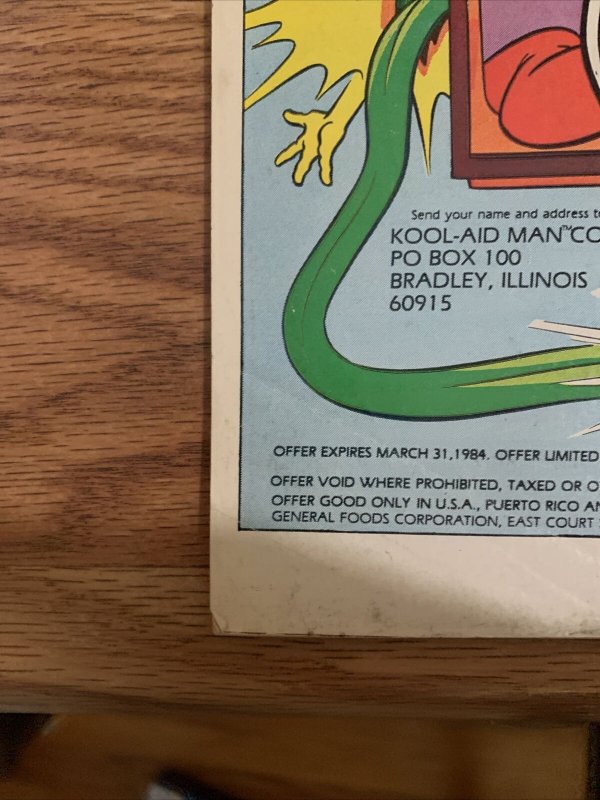 Send your name and address to
KOOL-AID MAN™CO
PO BOX 100
BRADLEY, ILLINOIS
60915
OFFER EXPIRES MARCH 31,1984. OFFER LIMITED
OFFER VOID WHERE PROHIBITED, TAXED OR O
OFFER GOOD ONLY IN U.S.A., PUERTO RICO AN
GENERAL FOODS CORPORATION, EAST COURT